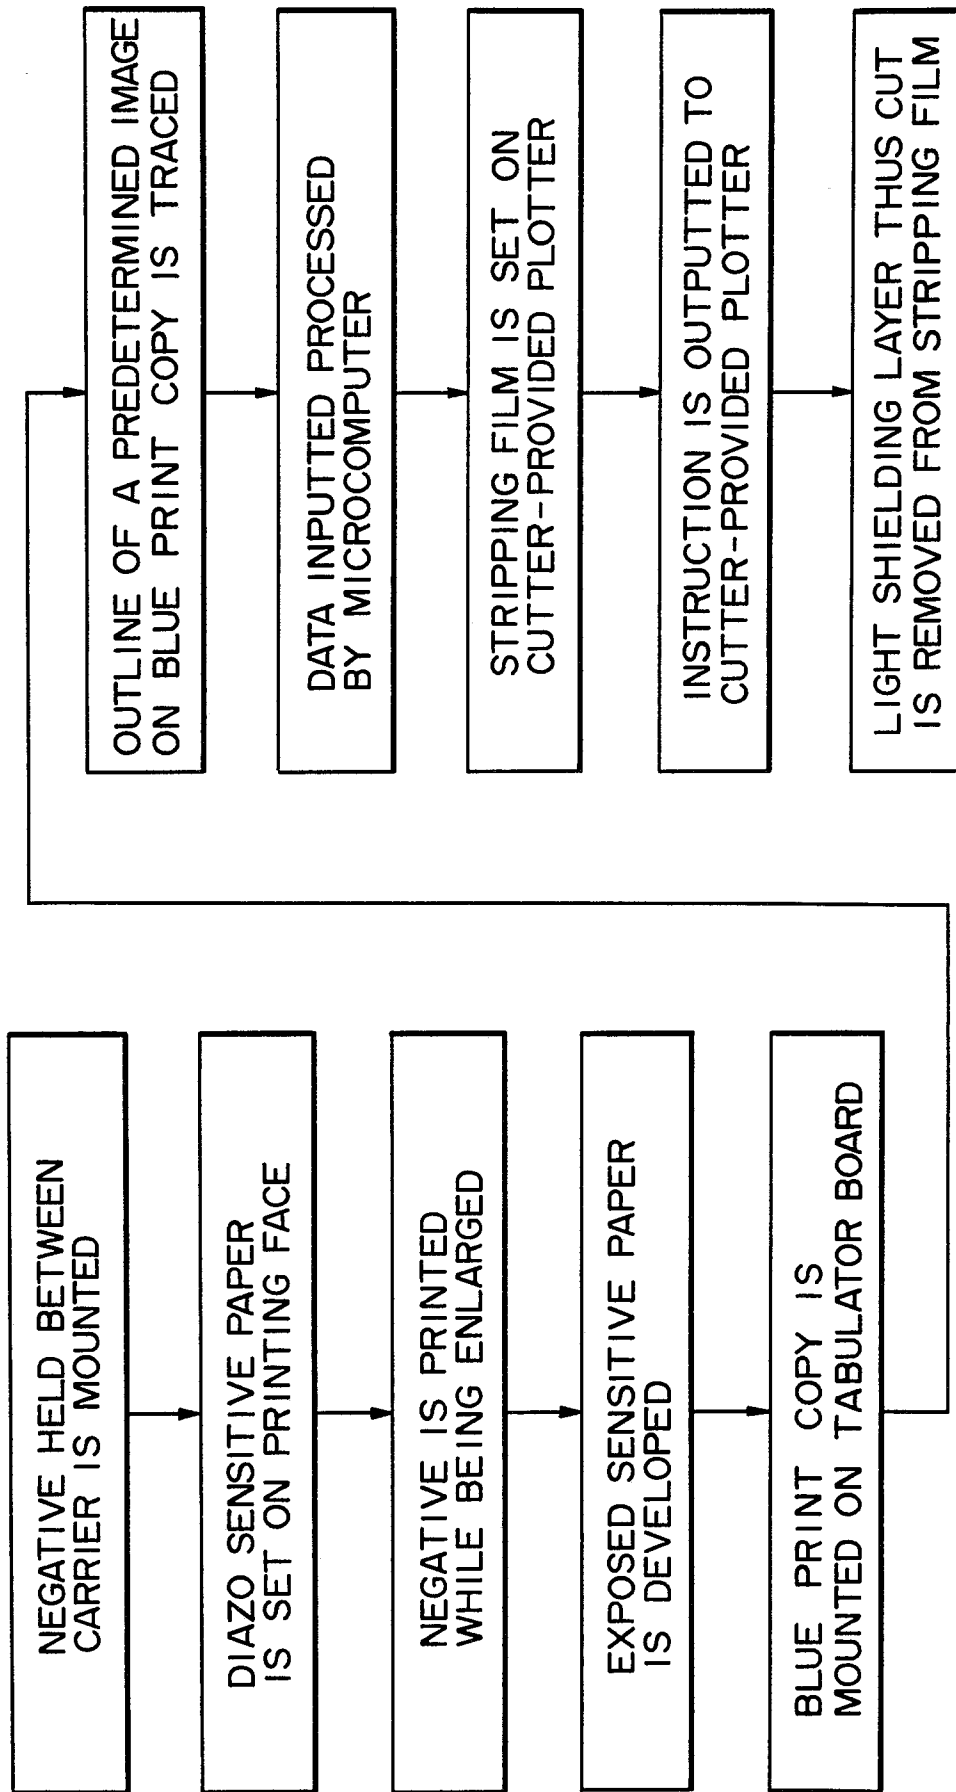 NEGATIVE HELD BETWEEN
CARRIER IS MOUNTED
DIAZO SENSITIVE PAPER
IS SET ON PRINTING FACE
NEGATIVE IS PRINTED
WHILE BEING ENLARGED
EXPOSED SENSITIVE PAPER
IS DEVELOPED
BLUE PRINT COPY IS
MOUNTED ON TABULATOR BOARD
OUTLINE OF A PREDETERMINED IMAGE
ON BLUE PRINT COPY IS TRACED
DATA INPUTTED PROCESSED
BY MICROCOMPUTER
STRIPPING FILM IS SET ON
CUTTER-PROVIDED PLOTTER
INSTRUCTION IS OUTPUTTED TO
CUTTER-PROVIDED PLOTTER
LIGHT SHIELDING LAYER THUS CUT
IS REMOVED FROM STRIPPING FILM